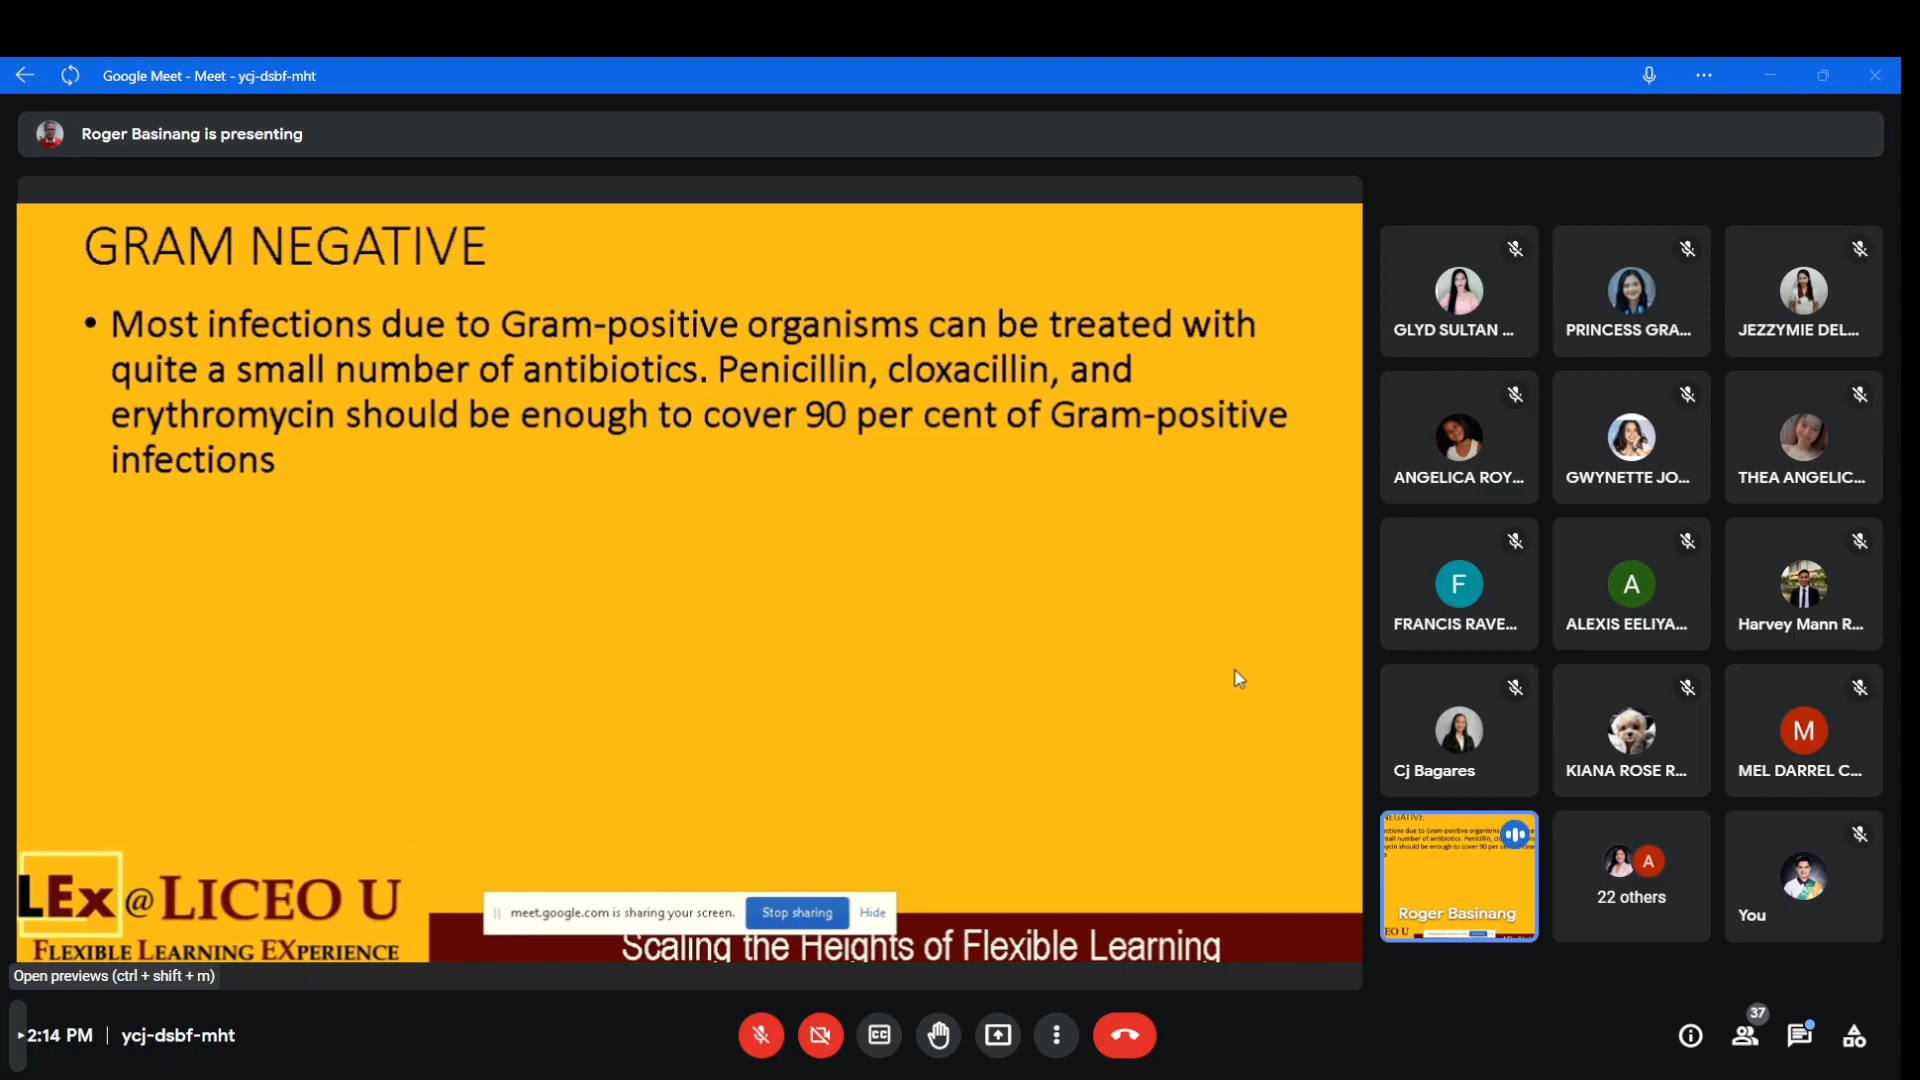 Google Meet - Meet - ycj-dsbf-mht
Roger Basinang is presenting
GRAM NEGATIVE
• Most infections due to Gram-positive organisms can be treated with
quite a small number of antibiotics. Penicillin, cloxacillin, and
erythromycin should be enough to cover 90 per cent of Gram-positive
infections
LEx @ LICEO U
FLEXIBLE LEARNING EXPERIENCE
meet.google.com is sharing your screen.
Stop sharing
Hide
Scaling the Heights of Flexible Learning
GLYD SULTAN ...
PRINCESS GRA...
JEZZYMIE DEL...
ANGELICA ROY...
GWYNETTE JO...
THEA ANGELIC...
F
FRANCIS RAVE...
A
ALEXIS EELIYA...
Harvey Mann R...
Cj Bagares
KIANA ROSE R...
M
MEL DARREL C...
Roger Basinang
A
22 others
You
Open previews (ctrl + shift + m)
2:14 PM | ycj-dsbf-mht
CC
37